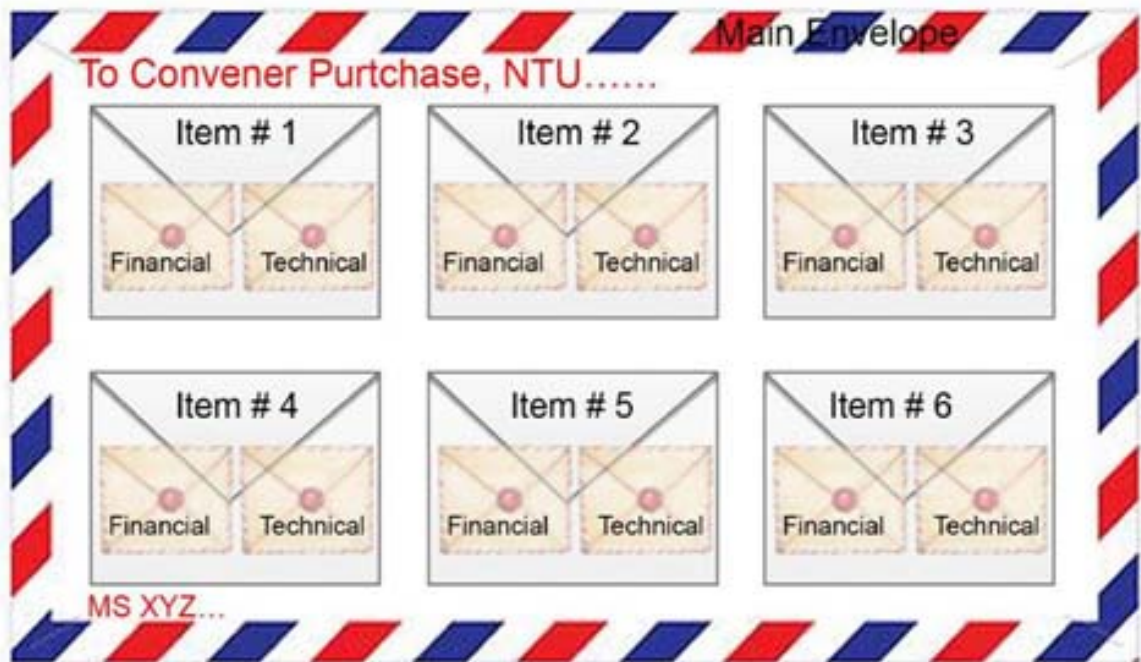 Main Envelope
To Convener Purtchase, NTU......
Item # 1 Item # 2 Item # 3
Financial Technical Financial Technical Financial Technical
Item # 4 Item # 5 Item # 6
Financial Technical Financial Technical Financial Technical
MS XYZ...